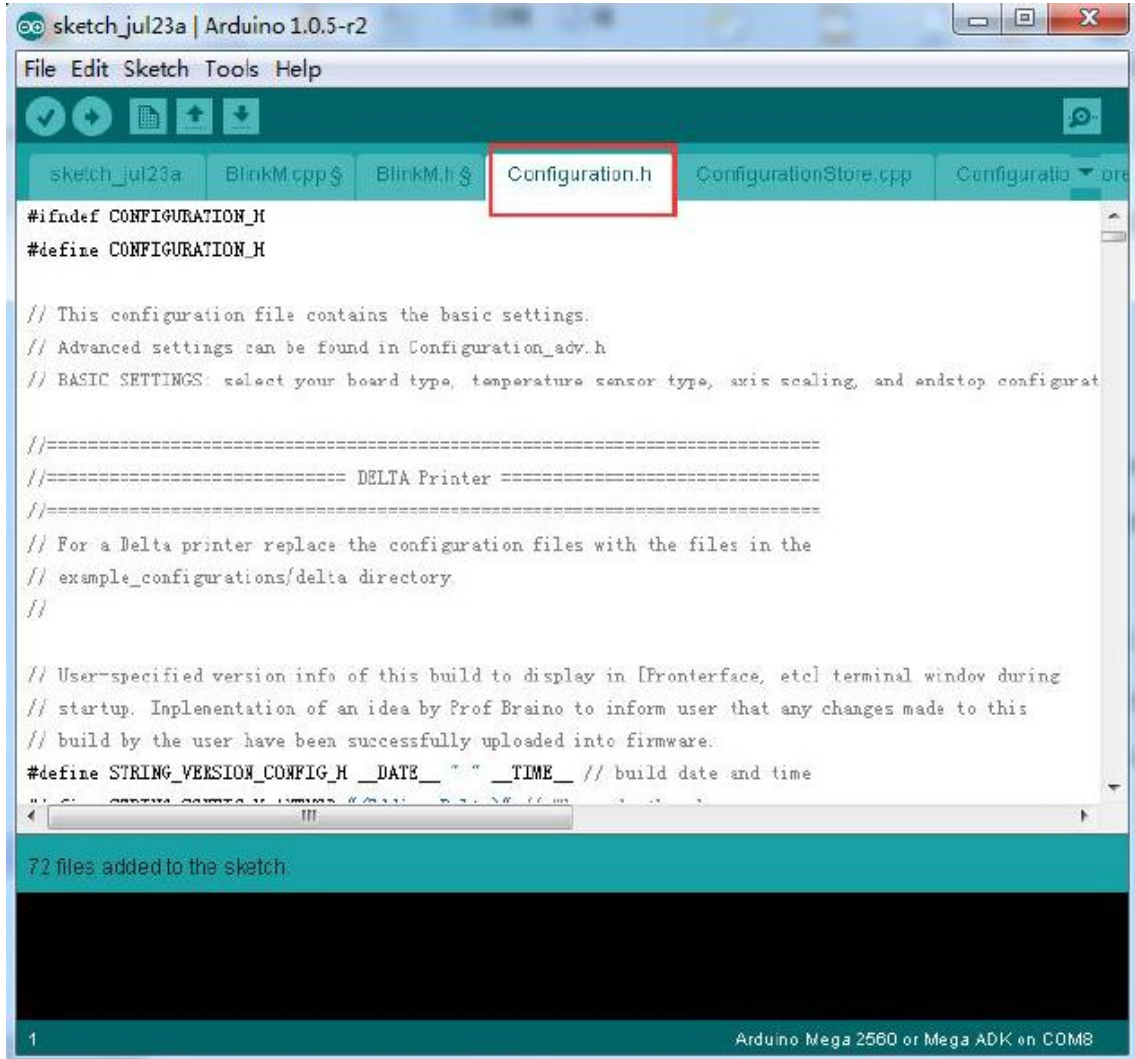 sketch_jul23a | Arduino 1.0.5-r2
File Edit Sketch Tools Help
sketch_jul23a BlinkM.cpp § BlinkM.h § Configuration.h ConfigurationStore.cpp Configuratio ore
#ifndef CONFIGURATION_H
#define CONFIGURATION_H
// This configuration file contains the basic settings.
// Advanced settings can be found in Configuration_adv.h
// BASIC SETTINGS: select your board type, temperature sensor type, axis scaling, and endstop configurat
//===========================================================================
//============================= DELTA Printer ===============================
//===========================================================================
// For a Delta printer replace the configuration files with the files in the
// example_configurations/delta directory.
//
// User-specified version info of this build to display in [Pronterface, etc] terminal window during
// startup. Implementation of an idea by Prof Braino to inform user that any changes made to this
// build by the user have been successfully uploaded into firmware.
#define STRING_VERSION_CONFIG_H __DATE__ " " __TIME__ // build date and time
72 files added to the sketch.
1 Arduino Mega 2560 or Mega ADK on COM8